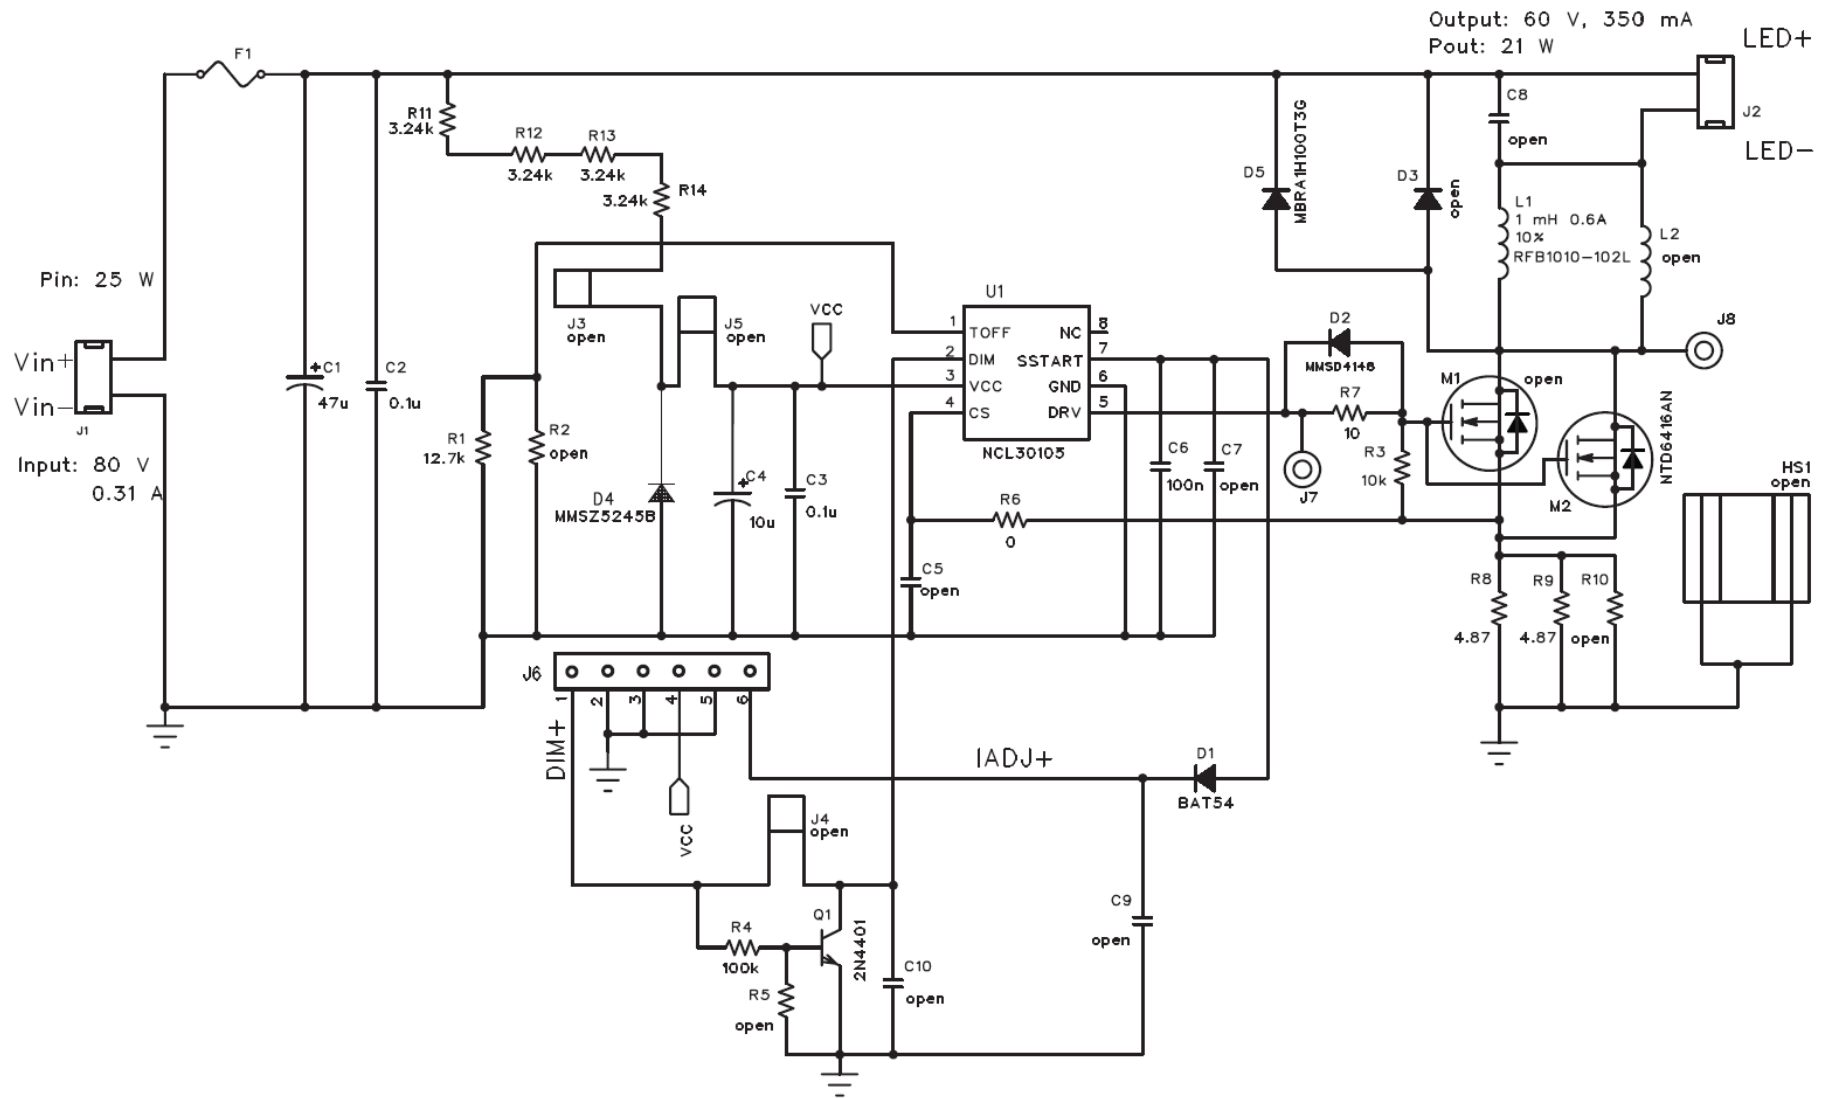 Output: 60 V, 350 mA
Pout: 21 W
LED+
F1
C8
open
J2
LED-
R11
3.24k
R12
3.24k
R13
3.24k
3.24k
R14
D5
MBRA1H100T3G
D3
open
L1
1 mH 0.6A
10%
RFB1010-102L
L2
open
Pin: 25 W
Vin+
Vin-
J1
Input: 80 V
0.31 A
C1
47u
C2
0.1u
R1
12.7k
R2
open
J3
open
J5
open
VCC
D4
MMSZ5245B
C4
10u
C3
0.1u
U1
1 TOFF
2 DIM
3 VCC
4 CS
NC 8
SSTART 7
GND 6
DRV 5
NCL30105
D2
MMSD4148
R7
10
R3
10k
J7
J8
M1
open
M2
NTD6416AN
HS1
open
C6
100n
C7
open
R6
0
C5
open
R8
4.87
R9
4.87
R10
open
J6
1 2 3 4 5 6
DIM+
VCC
IADJ+
D1
BAT54
J4
open
R4
100k
R5
open
Q1
2N4401
C10
open
C9
open